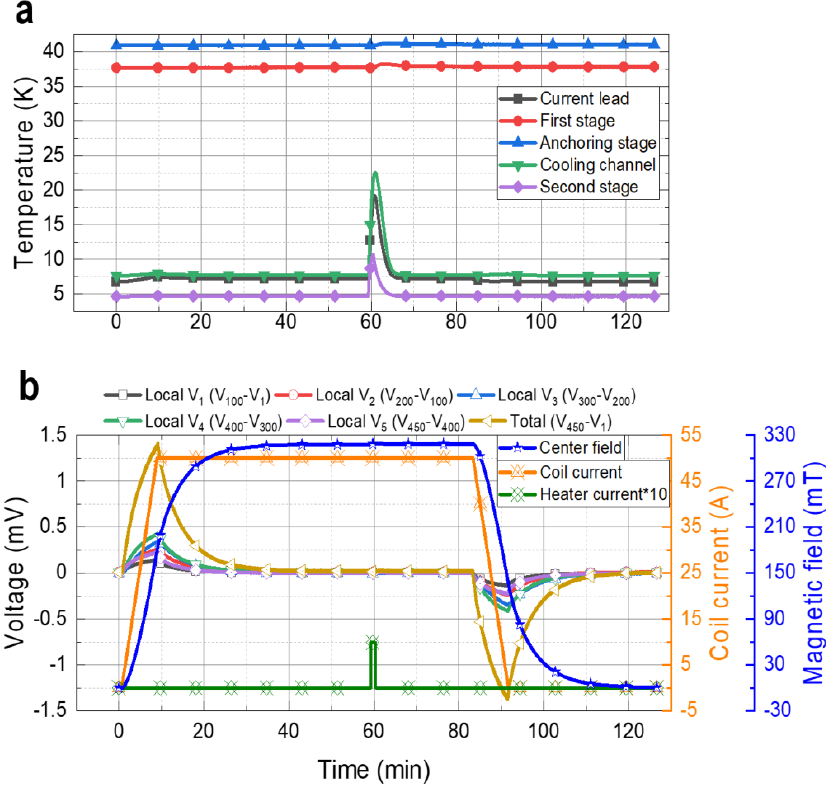 a
Temperature (K)
40
35
30
25
20
15
10
5
Current lead
First stage
Anchoring stage
Cooling channel
Second stage
0 20 40 60 80 100 120
b
Local V1 (V100-V1) Local V2 (V200-V100) Local V3 (V300-V200)
Local V4 (V400-V300) Local V5 (V450-V400) Total (V450-V1)
Voltage (mV)
1.5
1.0
0.5
0
-0.5
-1
-1.5
Center field
Coil current
Heater current*10
55
45
35
25
15
5
-5
Coil current (A)
330
270
210
150
90
30
-30
Magnetic field (mT)
0 20 40 60 80 100 120
Time (min)